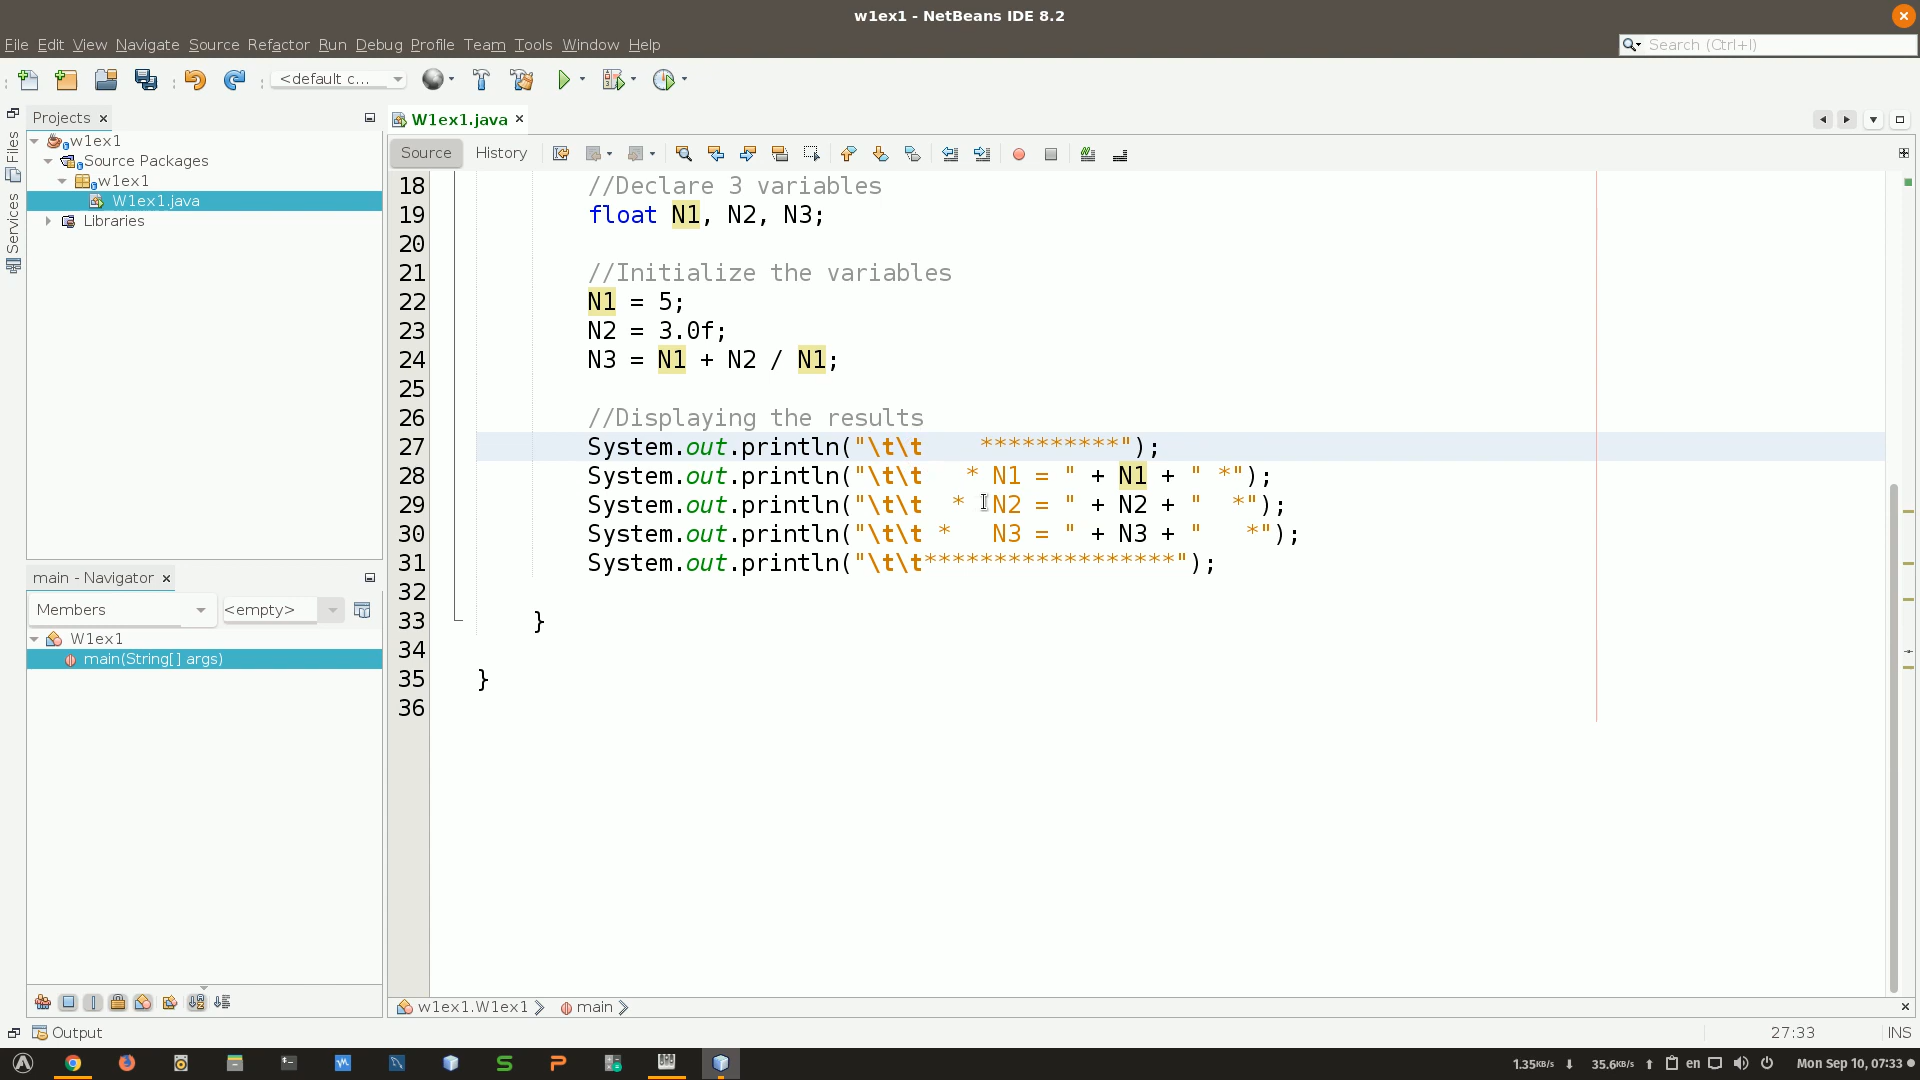 w1ex1 - NetBeans IDE 8.2
File Edit View Navigate Source Refactor Run Debug Profile Team Tools Window Help
Search (Ctrl+I)
<default c...
Projects
W1ex1.java
Files
Services
w1ex1
Source Packages
w1ex1
W1ex1.java
Libraries
Source History
18 //Declare 3 variables
19 float N1, N2, N3;
20
21 //Initialize the variables
22 N1 = 5;
23 N2 = 3.0f;
24 N3 = N1 + N2 / N1;
25
26 //Displaying the results
27 System.out.println("\t\t    **********");
28 System.out.println("\t\t   * N1 = " + N1 + " *");
29 System.out.println("\t\t  *  N2 = " + N2 + "  *");
30 System.out.println("\t\t *   N3 = " + N3 + "   *");
31 System.out.println("\t\t******************");
32
33 }
34
35 }
36
main - Navigator
Members
<empty>
W1ex1
main(String[] args)
w1ex1.W1ex1
main
Output
27:33
INS
1.35KB/s
35.6KB/s
en
Mon Sep 10, 07:33